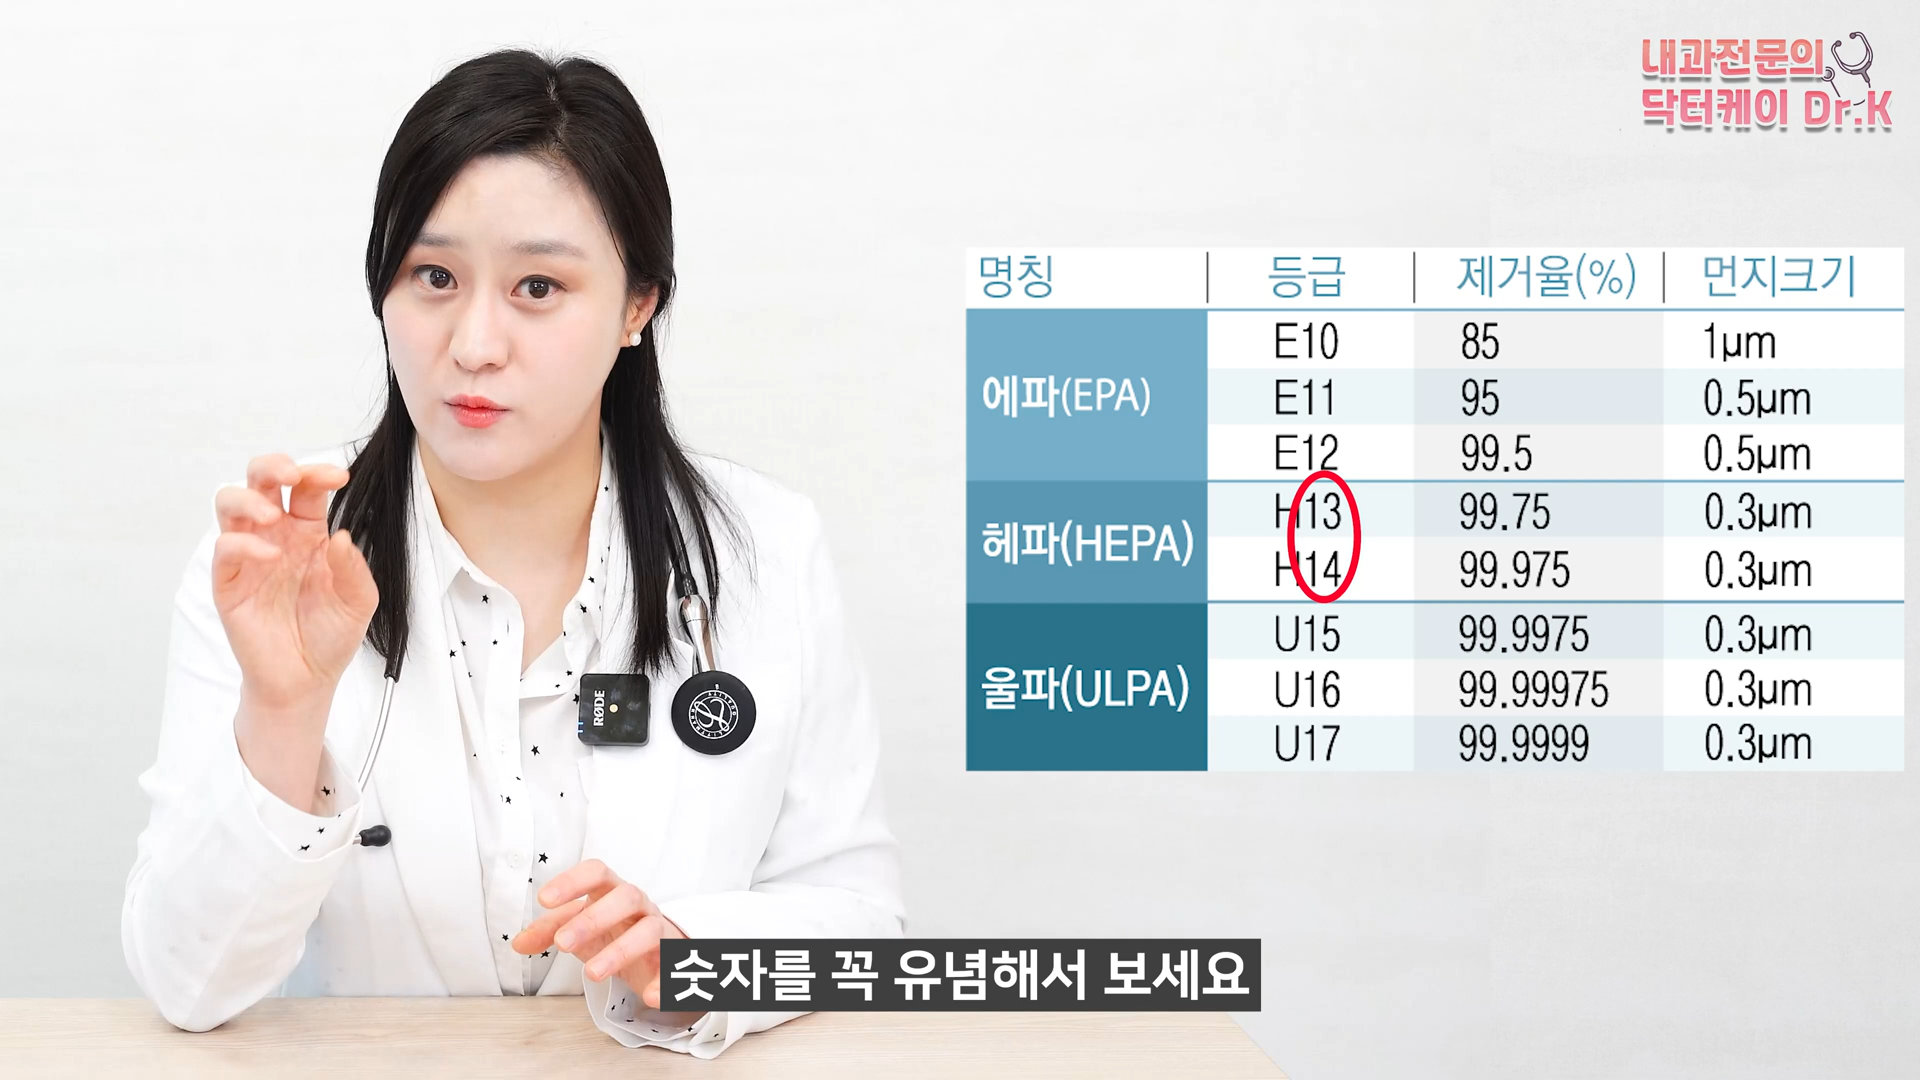 내과전문의
닥터케이 Dr.K
명칭 등급 제거율(%) 먼지크기
에파(EPA)
E10 85 1µm
E11 95 0.5µm
E12 99.5 0.5µm
헤파(HEPA)
H13 99.75 0.3µm
H14 99.975 0.3µm
울파(ULPA)
U15 99.9975 0.3µm
U16 99.99975 0.3µm
U17 99.9999 0.3µm
RØDE
숫자를 꼭 유념해서 보세요